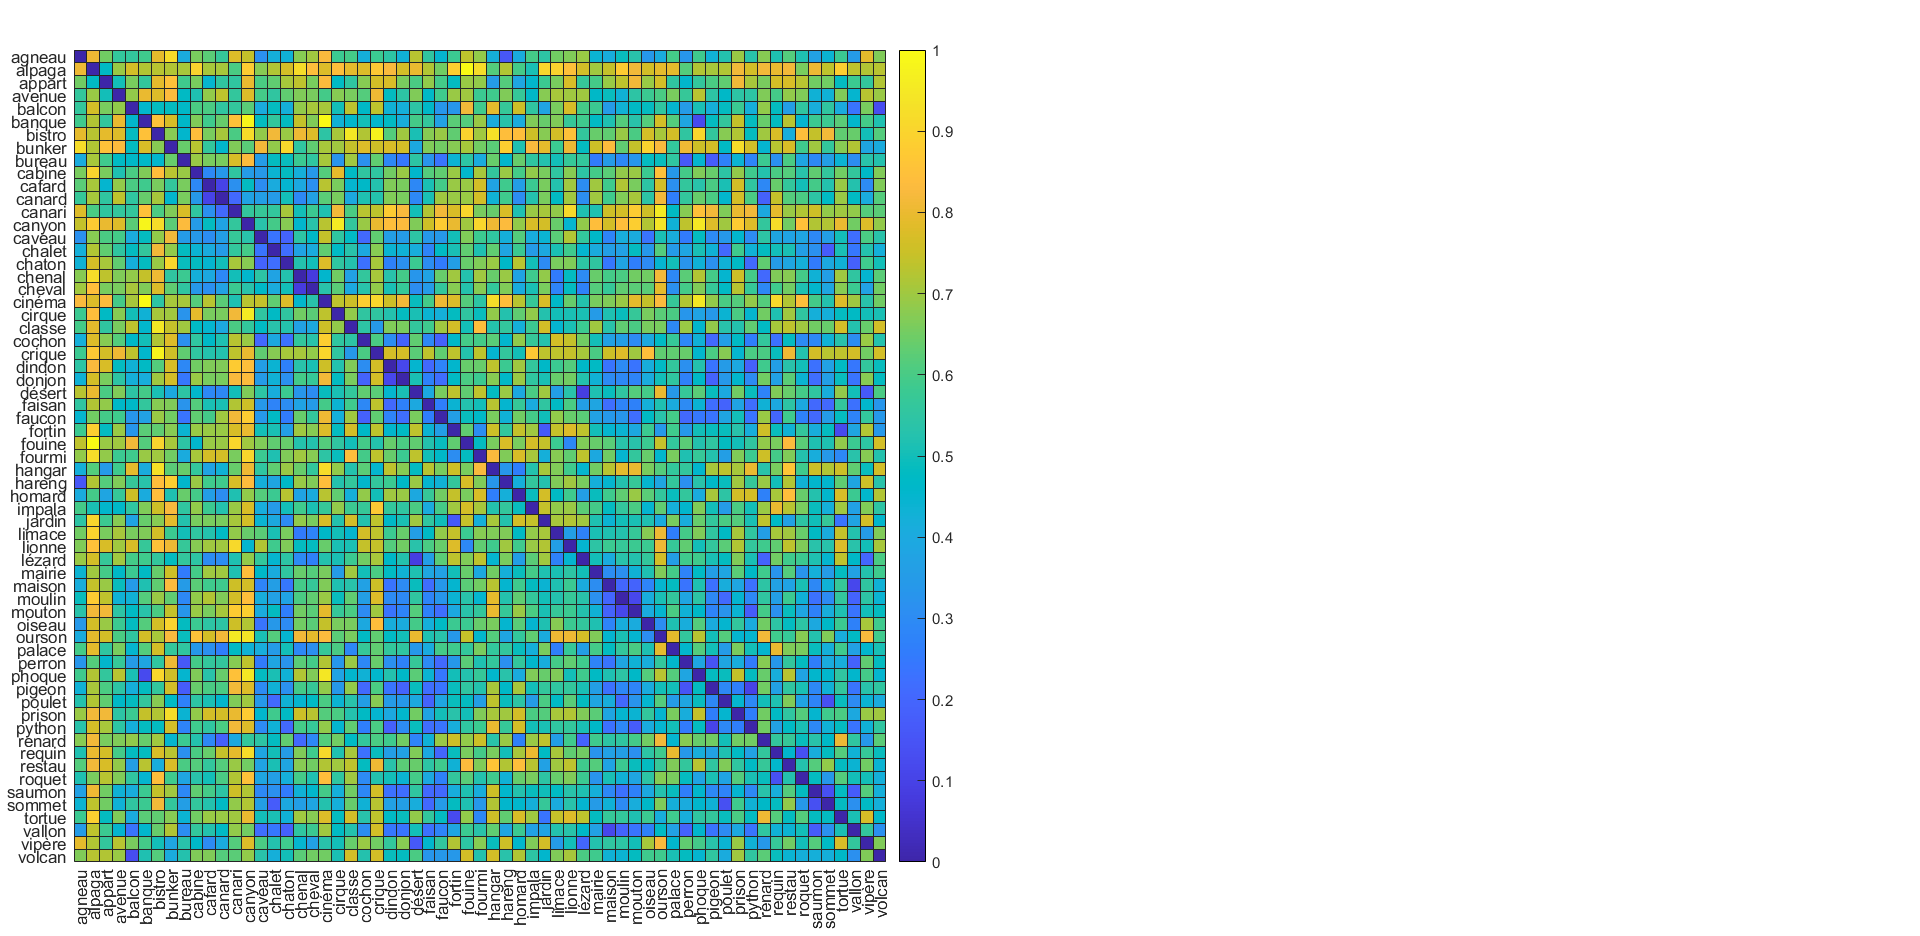 agneau
alpaga
appart
avenue
balcon
banque
bistro
bunker
bureau
cabine
cafard
canard
canari
canyon
caveau
chalet
chaton
chenal
cheval
cinéma
cirque
classe
cochon
crique
dindon
donjon
désert
faisan
faucon
fortin
fouine
fourmi
hangar
hareng
homard
impala
jardin
limace
lionne
lézard
mairie
maison
moulin
mouton
oiseau
ourson
palace
perron
phoque
pigeon
poulet
prison
python
renard
requin
restau
roquet
saumon
sommet
tortue
vallon
vipère
volcan
1
0.9
0.8
0.7
0.6
0.5
0.4
0.3
0.2
0.1
0
agneau
alpaga
appart
avenue
balcon
banque
bistro
bunker
bureau
cabine
cafard
canard
canari
canyon
caveau
chalet
chaton
chenal
cheval
cinéma
cirque
classe
cochon
crique
dindon
donjon
désert
faisan
faucon
fortin
fouine
fourmi
hangar
hareng
homard
impala
jardin
limace
lionne
lézard
mairie
maison
moulin
mouton
oiseau
ourson
palace
perron
phoque
pigeon
poulet
prison
python
renard
requin
restau
roquet
saumon
sommet
tortue
vallon
vipère
volcan